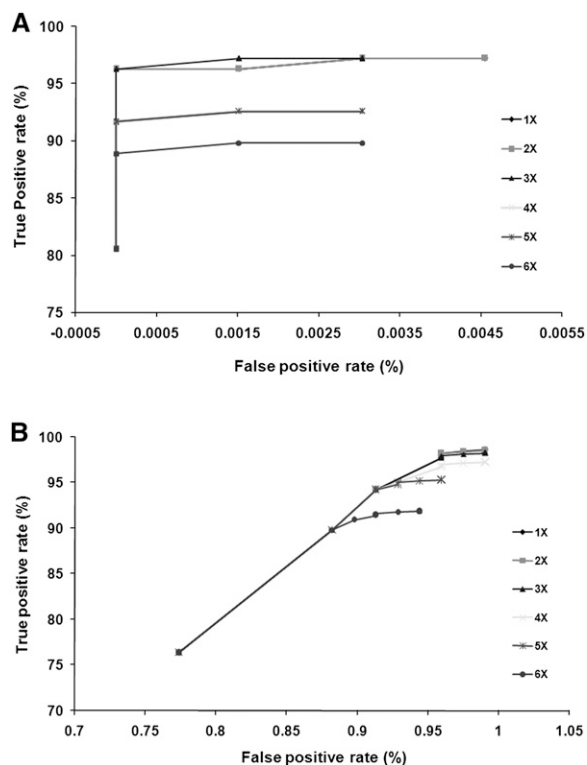 A
True Positive rate (%)
100
95
90
85
80
75
-0.0005 0.0005 0.0015 0.0025 0.0035 0.0045 0.0055
False positive rate (%)
1X
2X
3X
4X
5X
6X
B
True positive rate (%)
100
95
90
85
80
75
70
0.7 0.75 0.8 0.85 0.9 0.95 1 1.05
False positive rate (%)
1X
2X
3X
4X
5X
6X